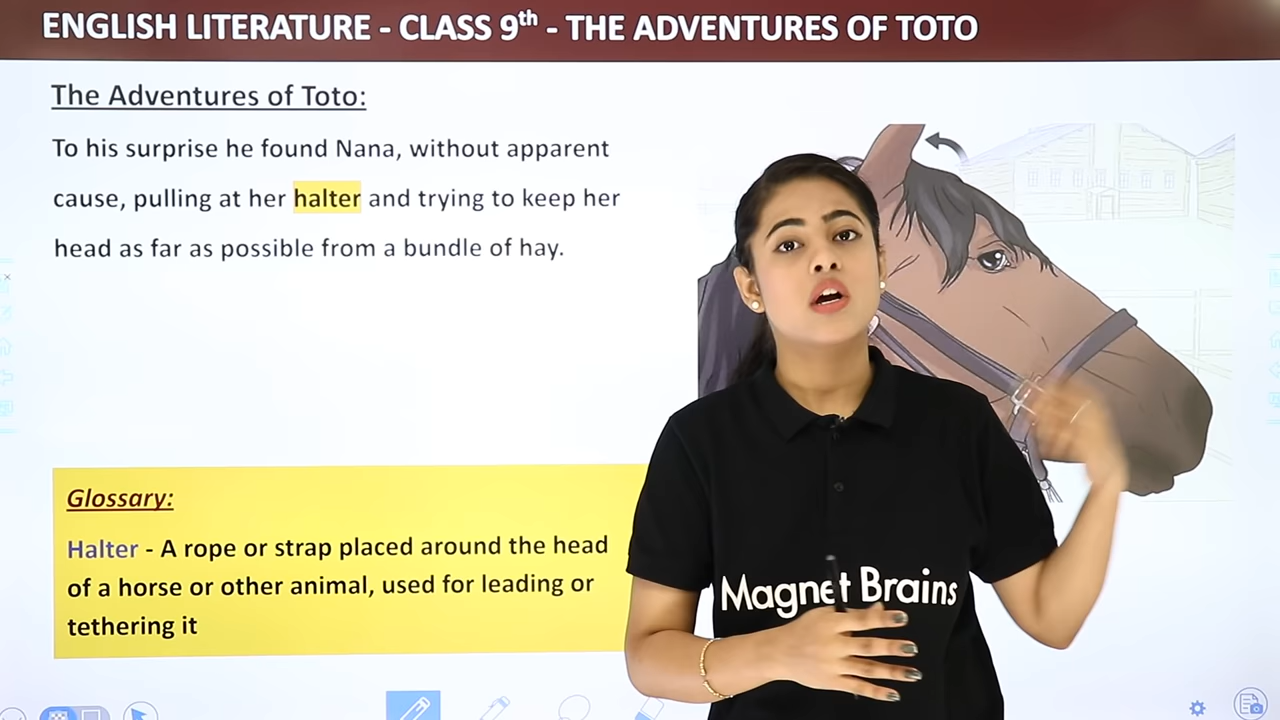 ENGLISH LITERATURE - CLASS 9th - THE ADVENTURES OF TOTO
The Adventures of Toto:
To his surprise he found Nana, without apparent
cause, pulling at her halter and trying to keep her
head as far as possible from a bundle of hay.
Glossary:
Halter - A rope or strap placed around the head
of a horse or other animal, used for leading or
tethering it
Magnet Brains